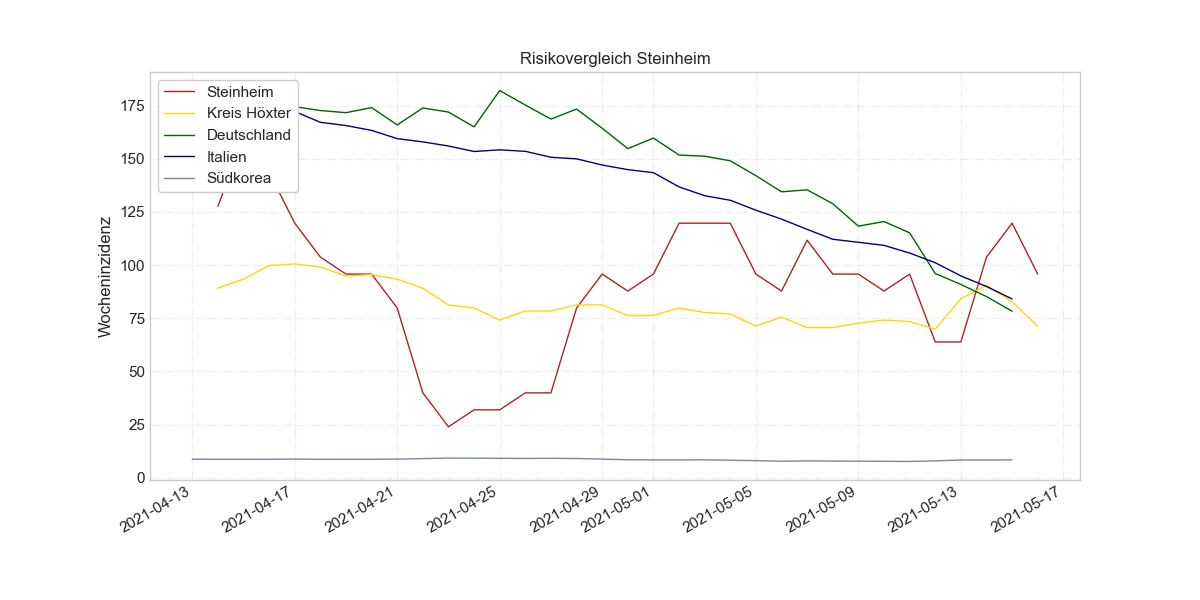 Risikovergleich Steinheim
Steinheim
Kreis Höxter
Deutschland
Italien
Südkorea
Wocheninzidenz
175
150
125
100
75
50
25
0
2021-04-13
2021-04-17
2021-04-21
2021-04-25
2021-04-29
2021-05-01
2021-05-05
2021-05-09
2021-05-13
2021-05-17